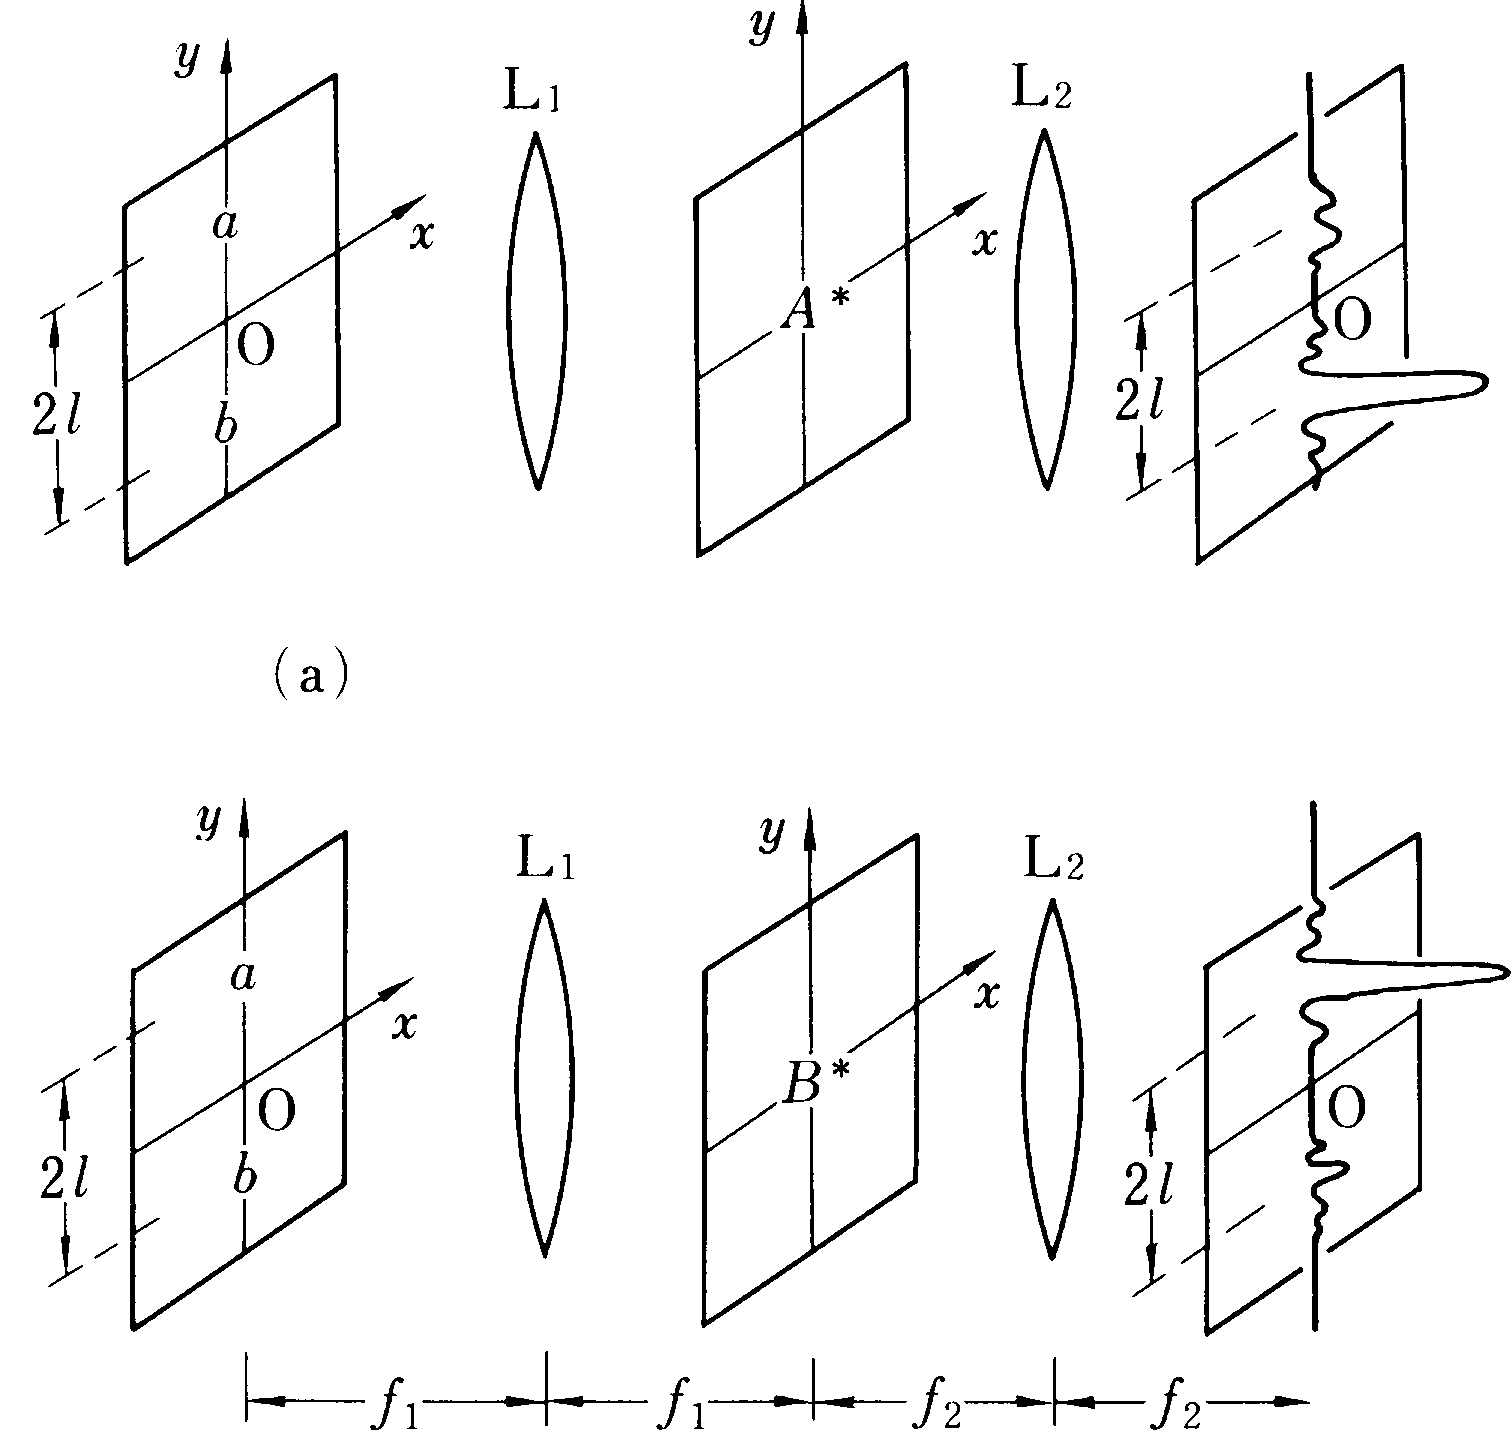 y y
L₁ L₂
a
x x
A*
O O
2l 2l
b
(a)
y y
L₁ L₂
a
x x
B*
O O
2l 2l
b
f₁ f₁ f₂ f₂